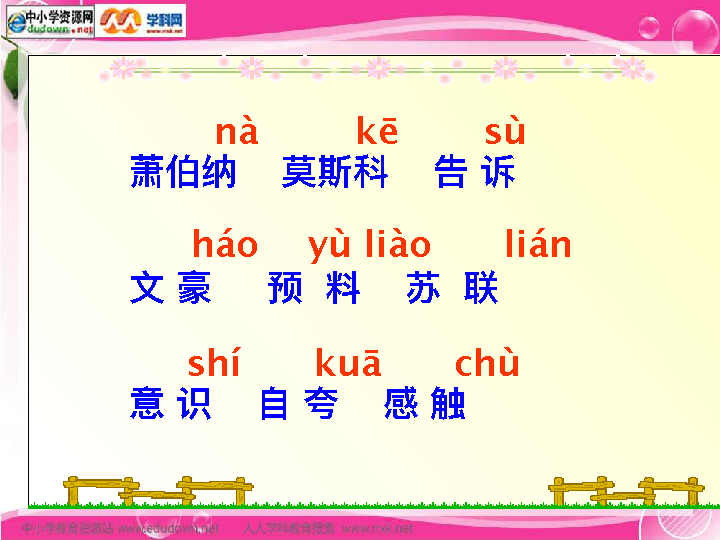 中小学资源网 学科网
dudown.net www.nxk.net
nà kē sù
萧伯纳 莫斯科 告诉
háo yù liào lián
文豪 预料 苏联
shí kuā chù
意识 自夸 感触
中小学教育资源站 www.edudown.net 人人学科教育搜索 www.nxk.net